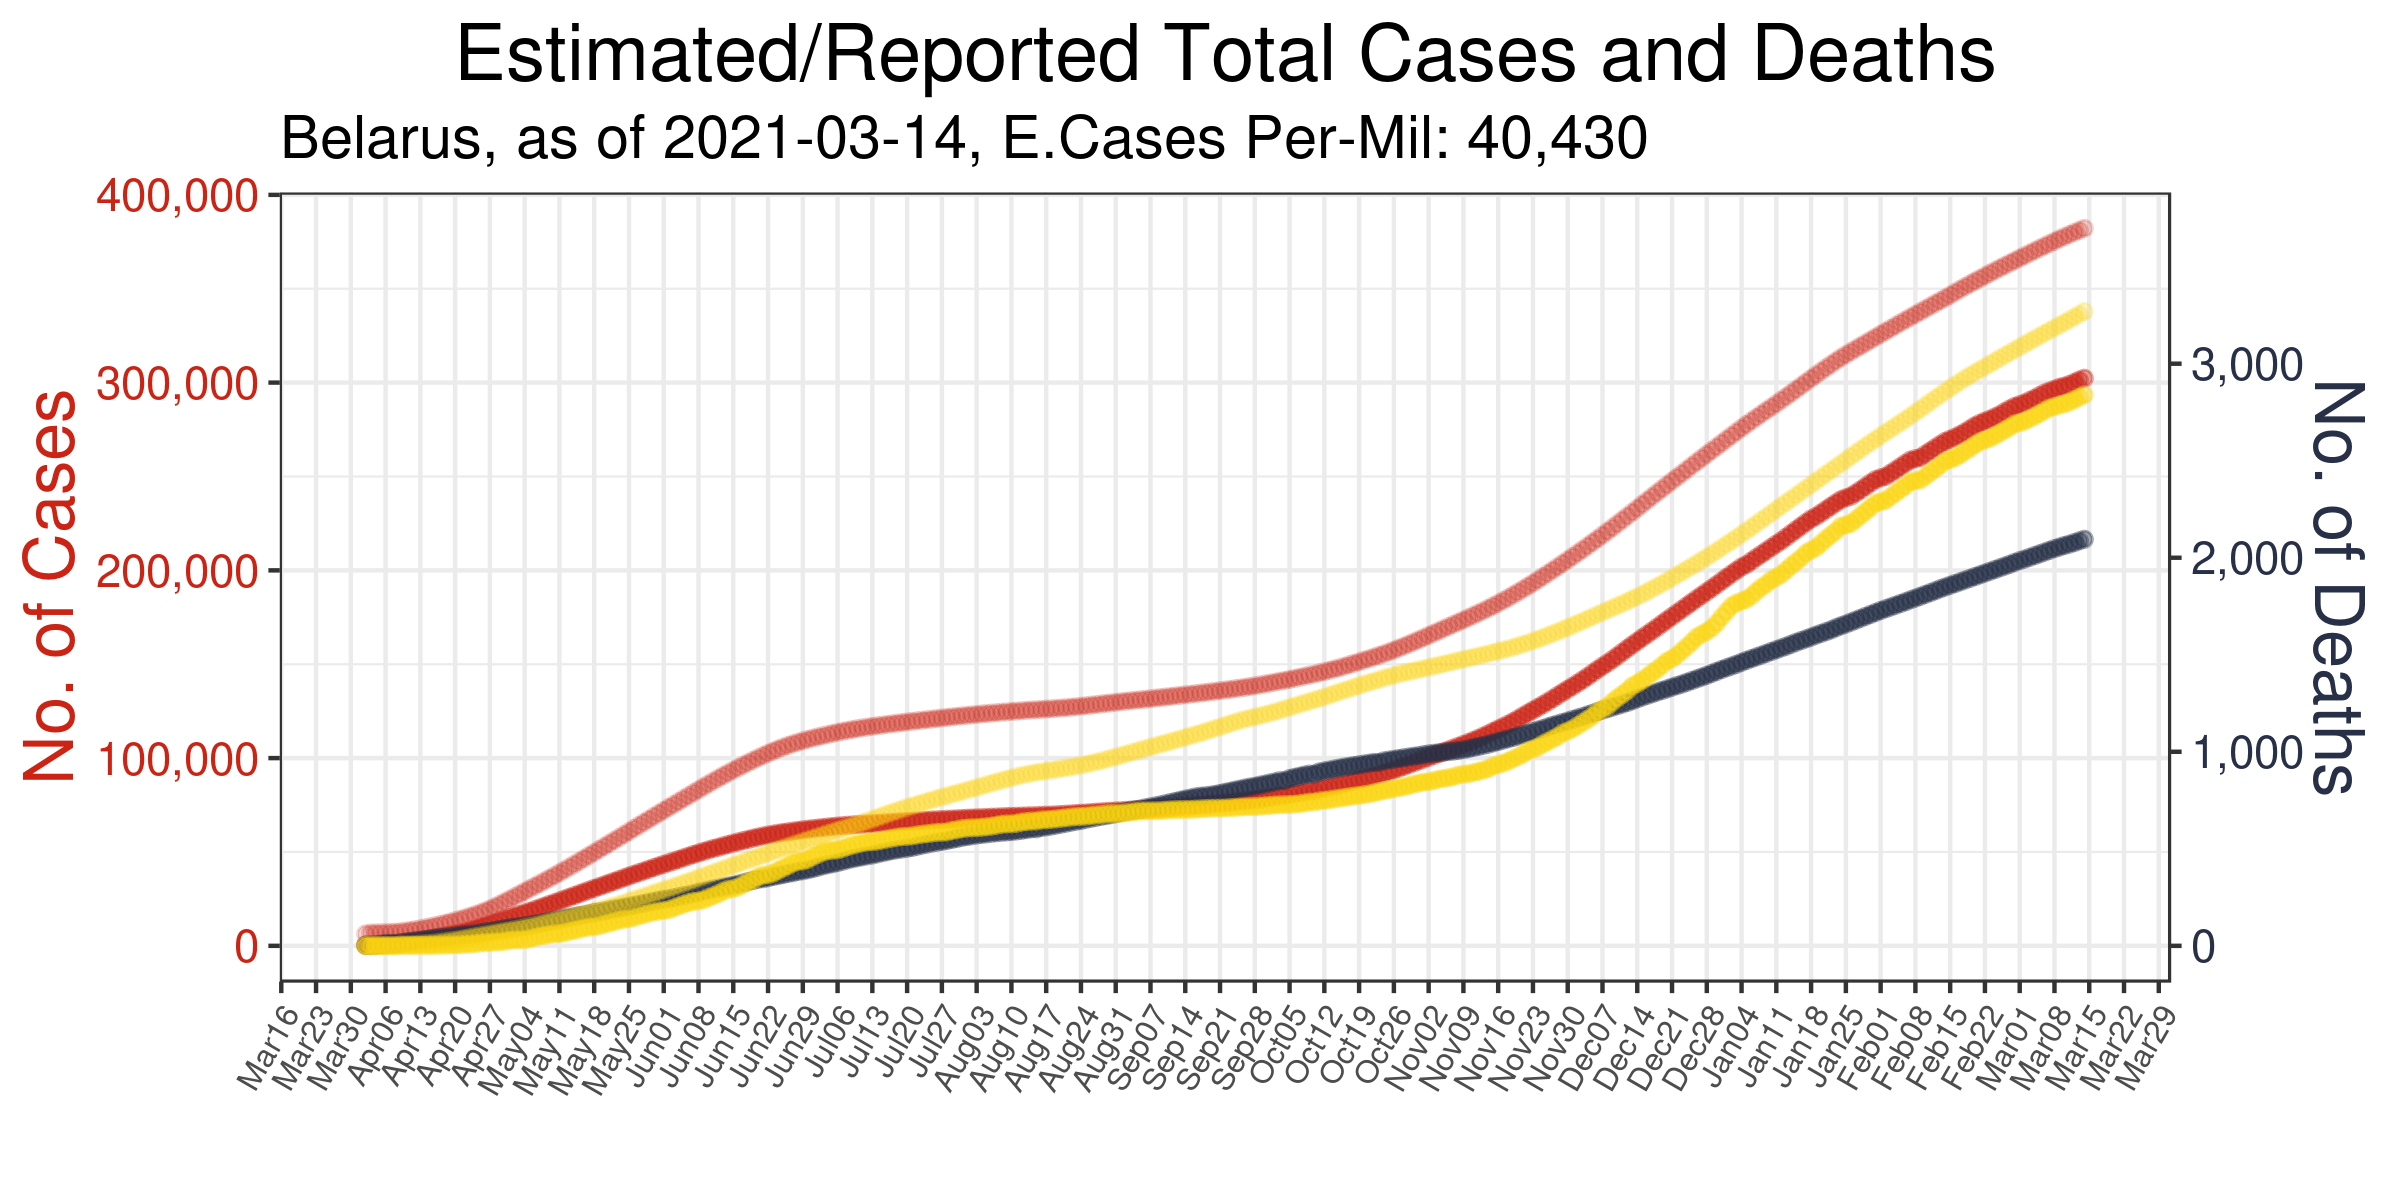 Estimated/Reported Total Cases and Deaths
Belarus, as of 2021-03-14, E.Cases Per-Mil: 40,430
No. of Cases
400,000
300,000
200,000
100,000
0
3,000
2,000
1,000
0
No. of Deaths
Mar16 Mar23 Mar30 Apr06 Apr13 Apr20 Apr27 May04 May11 May18 May25 Jun01 Jun08 Jun15 Jun22 Jun29 Jul06 Jul13 Jul20 Jul27 Aug03 Aug10 Aug17 Aug24 Aug31 Sep07 Sep14 Sep21 Sep28 Oct05 Oct12 Oct19 Oct26 Nov02 Nov09 Nov16 Nov23 Nov30 Dec07 Dec14 Dec21 Dec28 Jan04 Jan11 Jan18 Jan25 Feb01 Feb08 Feb15 Feb22 Mar01 Mar08 Mar15 Mar22 Mar29